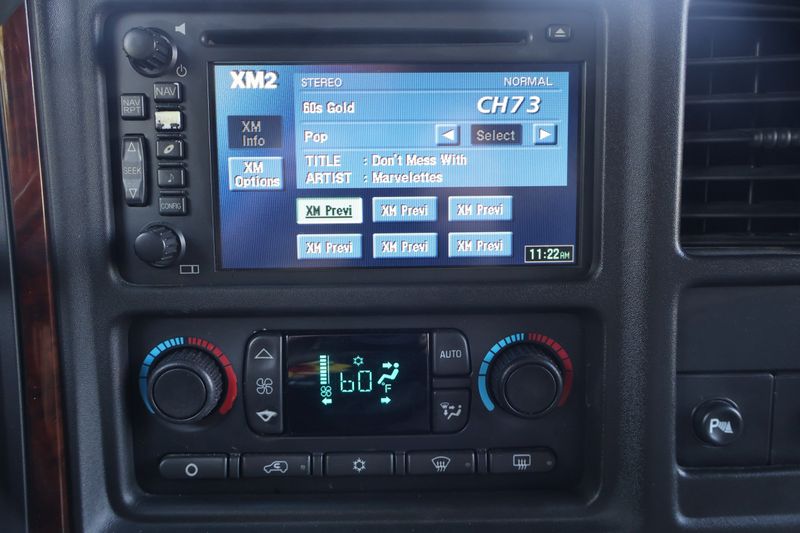 NAV
NAV
RPT
SEEK
CONFIG
XM2
STEREO NORMAL
60s Gold CH73
XM
Info
Pop Select
XM
Options
TITLE : Don't Mess With
ARTIST : Marvelettes
XM Previ XM Previ XM Previ
XM Previ XM Previ XM Previ
11:22AM
AUTO
60 F
P